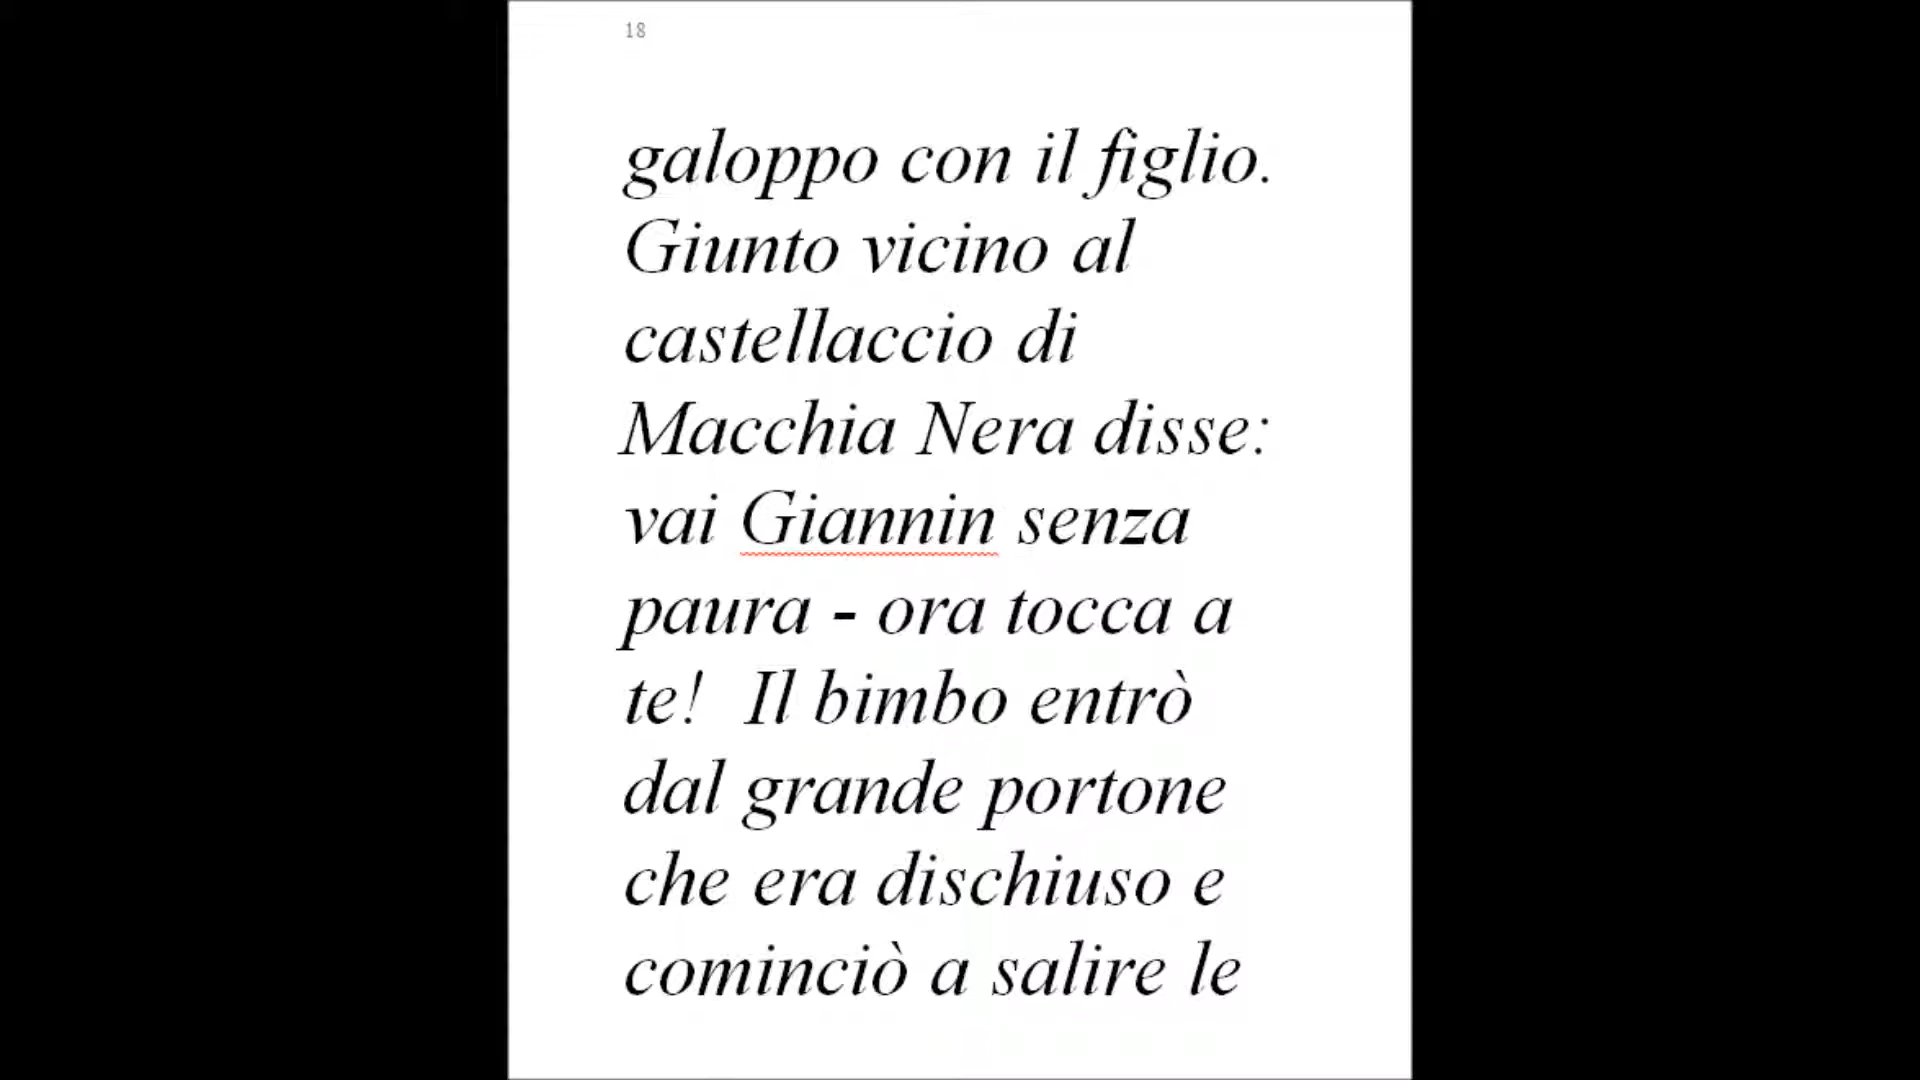 18
galoppo con il figlio.
Giunto vicino al
castellaccio di
Macchia Nera disse:
vai Giannin senza
paura - ora tocca a
te!  Il bimbo entrò
dal grande portone
che era dischiuso e
cominciò a salire le